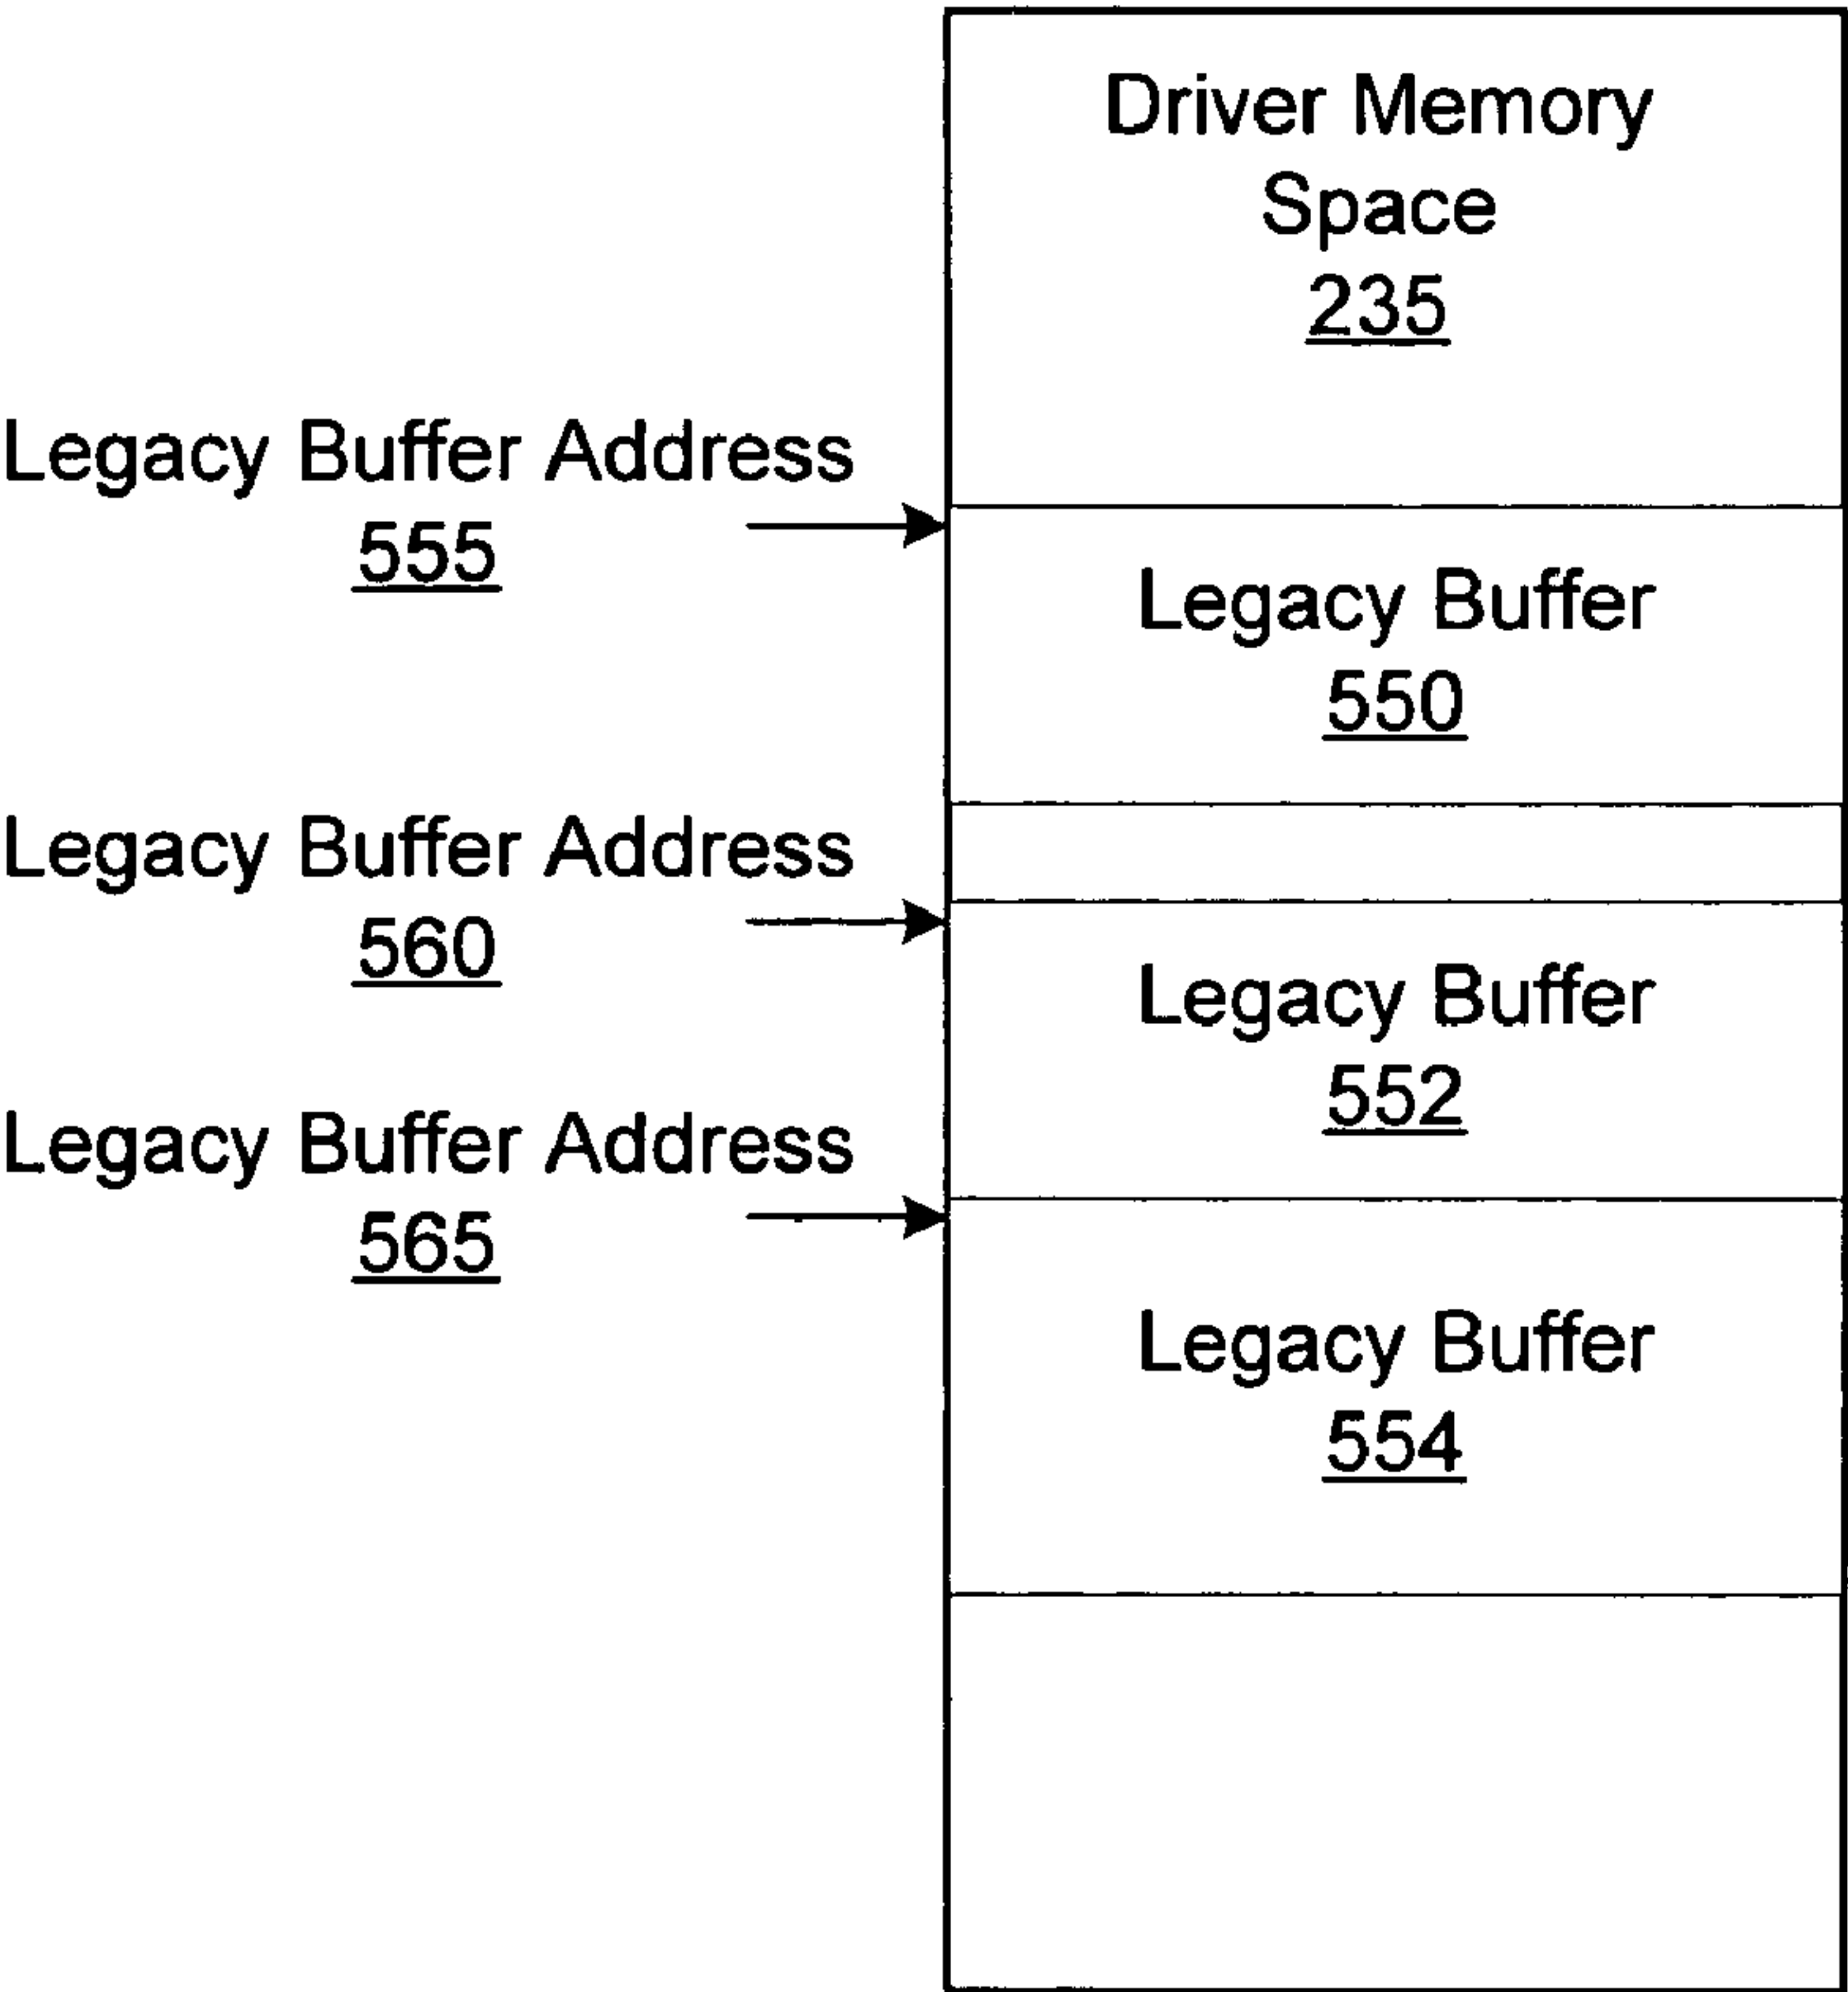 Driver Memory
Space
235
Legacy Buffer Address
555
Legacy Buffer
550
Legacy Buffer Address
560
Legacy Buffer
552
Legacy Buffer Address
565
Legacy Buffer
554